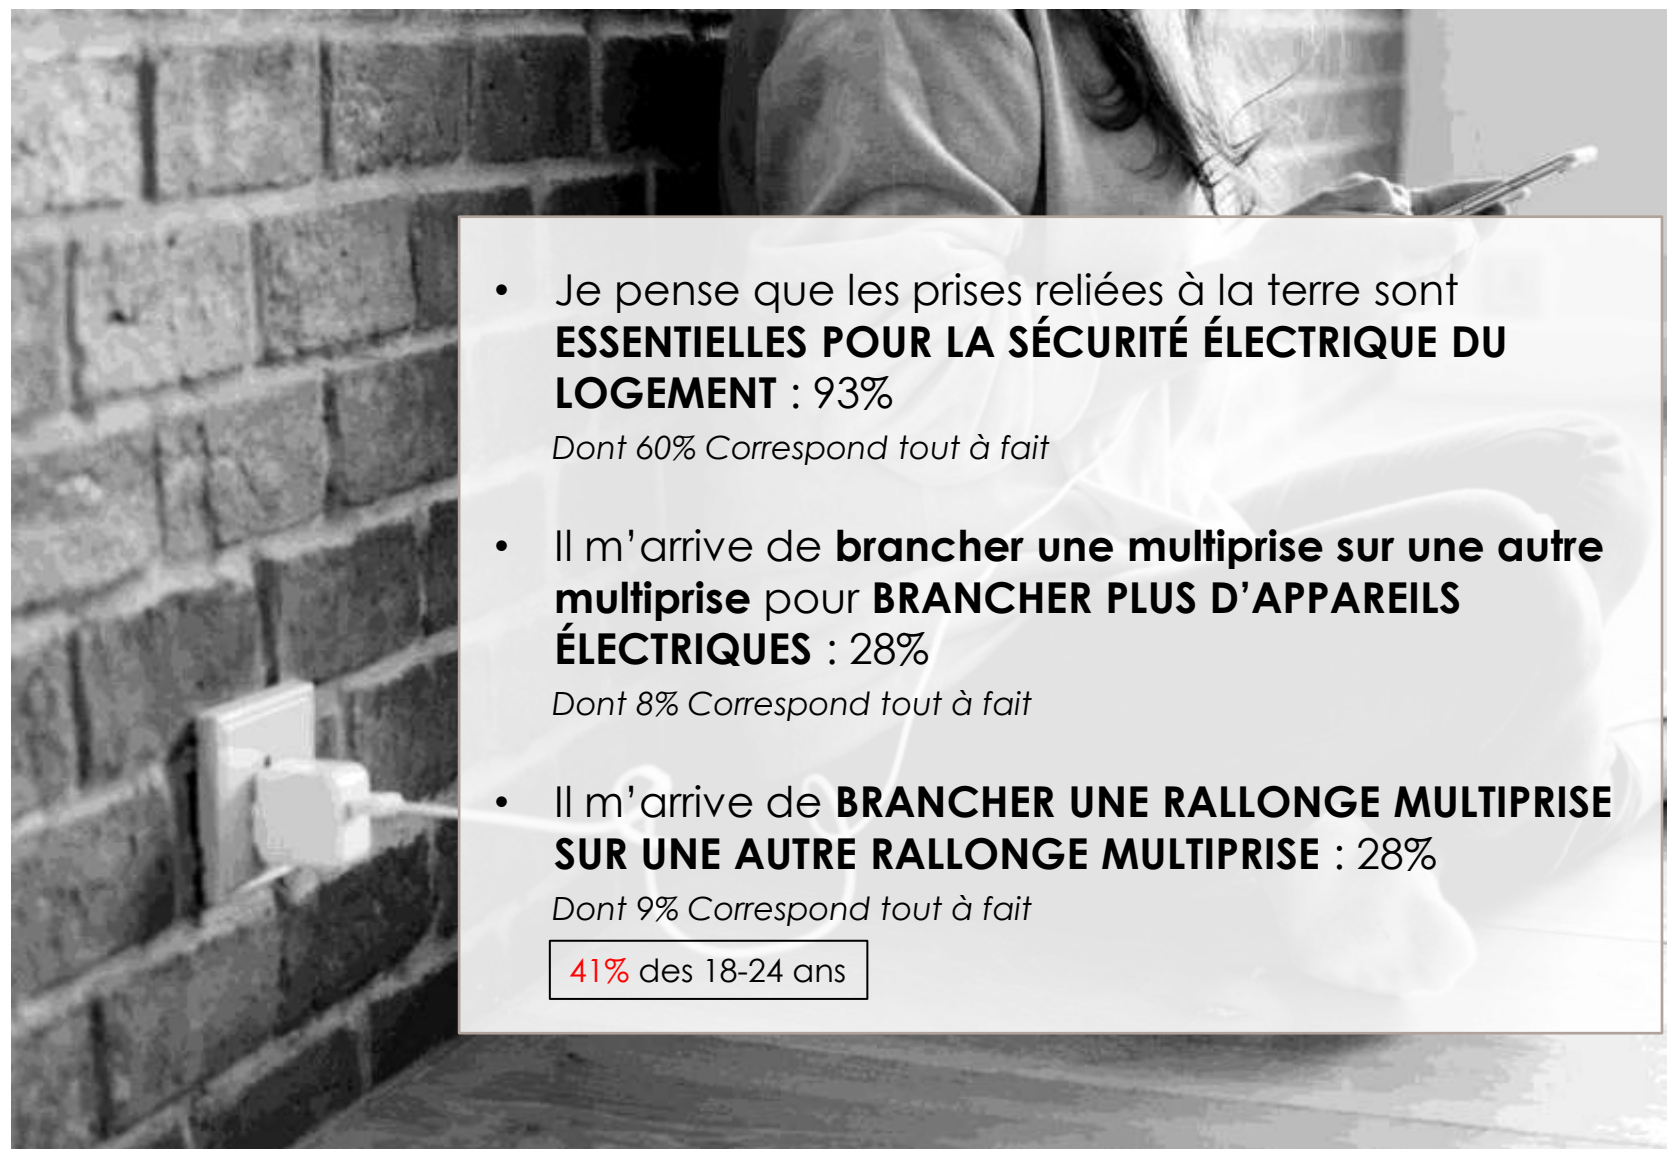 • Je pense que les prises reliées à la terre sont
ESSENTIELLES POUR LA SÉCURITÉ ÉLECTRIQUE DU
LOGEMENT : 93%
Dont 60% Correspond tout à fait
• Il m’arrive de brancher une multiprise sur une autre
multiprise pour BRANCHER PLUS D’APPAREILS
ÉLECTRIQUES : 28%
Dont 8% Correspond tout à fait
• Il m’arrive de BRANCHER UNE RALLONGE MULTIPRISE
SUR UNE AUTRE RALLONGE MULTIPRISE : 28%
Dont 9% Correspond tout à fait
41% des 18-24 ans